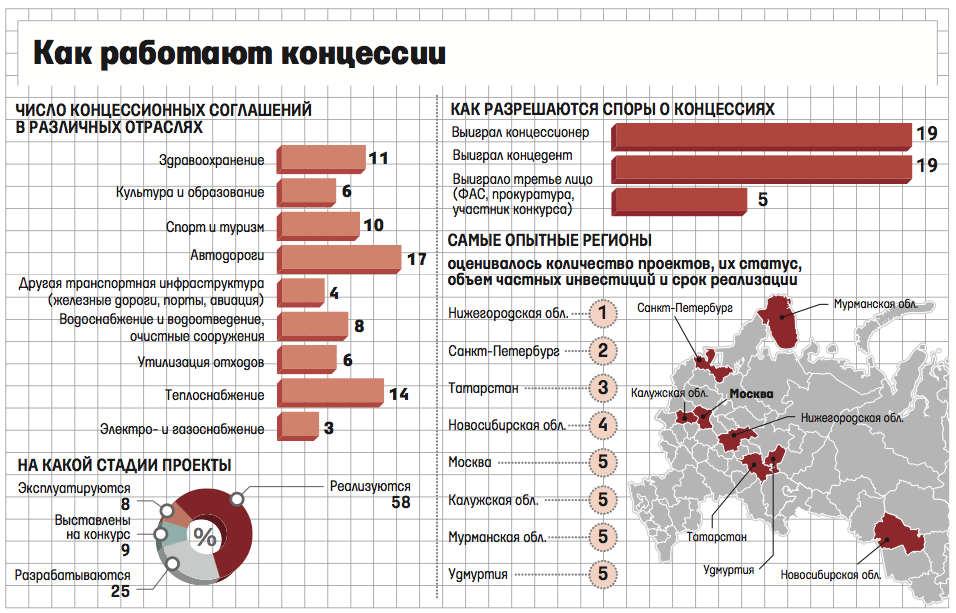 Как работают концессии
ЧИСЛО КОНЦЕССИОННЫХ СОГЛАШЕНИЙ
В РАЗЛИЧНЫХ ОТРАСЛЯХ
Здравоохранение 11
Культура и образование 6
Спорт и туризм 10
Автодороги 17
Другая транспортная инфраструктура
(железные дороги, порты, авиация) 4
Водоснабжение и водоотведение,
очистные сооружения 8
Утилизация отходов 6
Теплоснабжение 14
Электро- и газоснабжение 3
НА КАКОЙ СТАДИИ ПРОЕКТЫ
Эксплуатируются
8
Выставлены
на конкурс
9
Разрабатываются
25
%
Реализуются
58
КАК РАЗРЕШАЮТСЯ СПОРЫ О КОНЦЕССИЯХ
Выиграл концессионер 19
Выиграл концедент 19
Выиграло третье лицо
(ФАС, прокуратура, 5
участник конкурса)
САМЫЕ ОПЫТНЫЕ РЕГИОНЫ
оценивалось количество проектов, их статус,
объем частных инвестиций и срок реализации
Нижегородская обл. 1
Санкт-Петербург 2
Татарстан 3
Новосибирская обл. 4
Москва 5
Калужская обл. 5
Мурманская обл. 5
Удмуртия 5
Санкт-Петербург
Мурманская обл.
Калужская обл.
Москва
Нижегородская обл.
Татарстан
Удмуртия
Новосибирская обл.